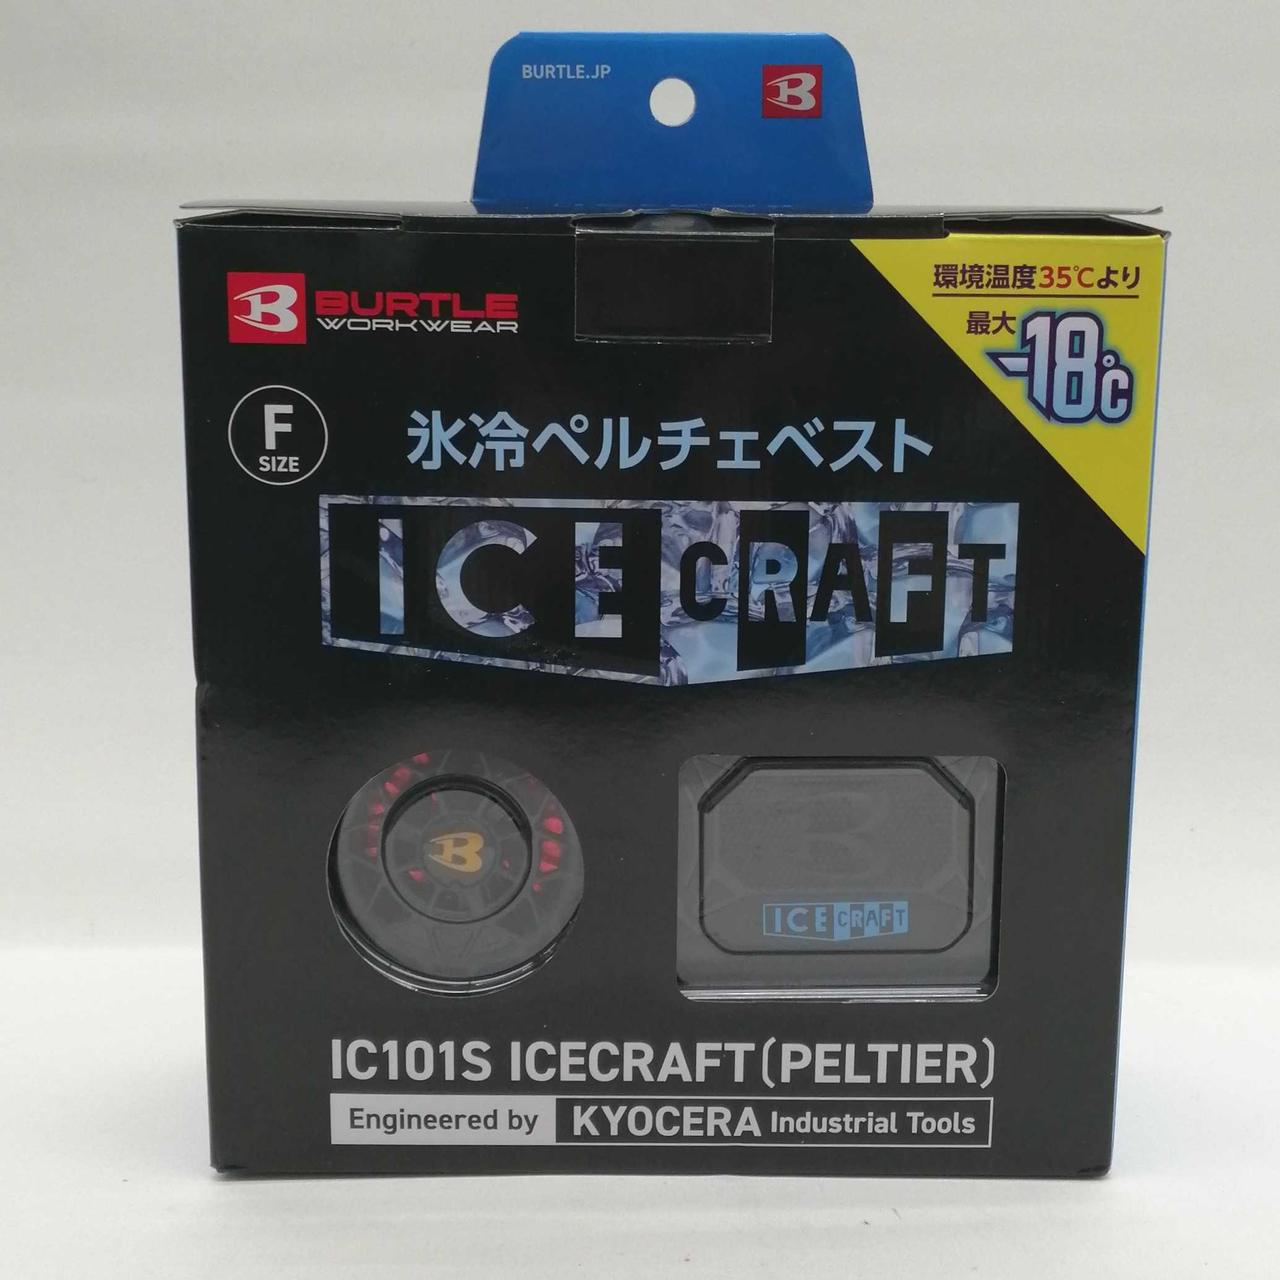 BURTLE.JP
BURTLE
WORKWEAR
環境温度35℃より
最大
-18℃
F
SIZE
氷冷ペルチェベスト
ICE CRAFT
ICE CRAFT
IC101S ICECRAFT(PELTIER)
Engineered by KYOCERA Industrial Tools